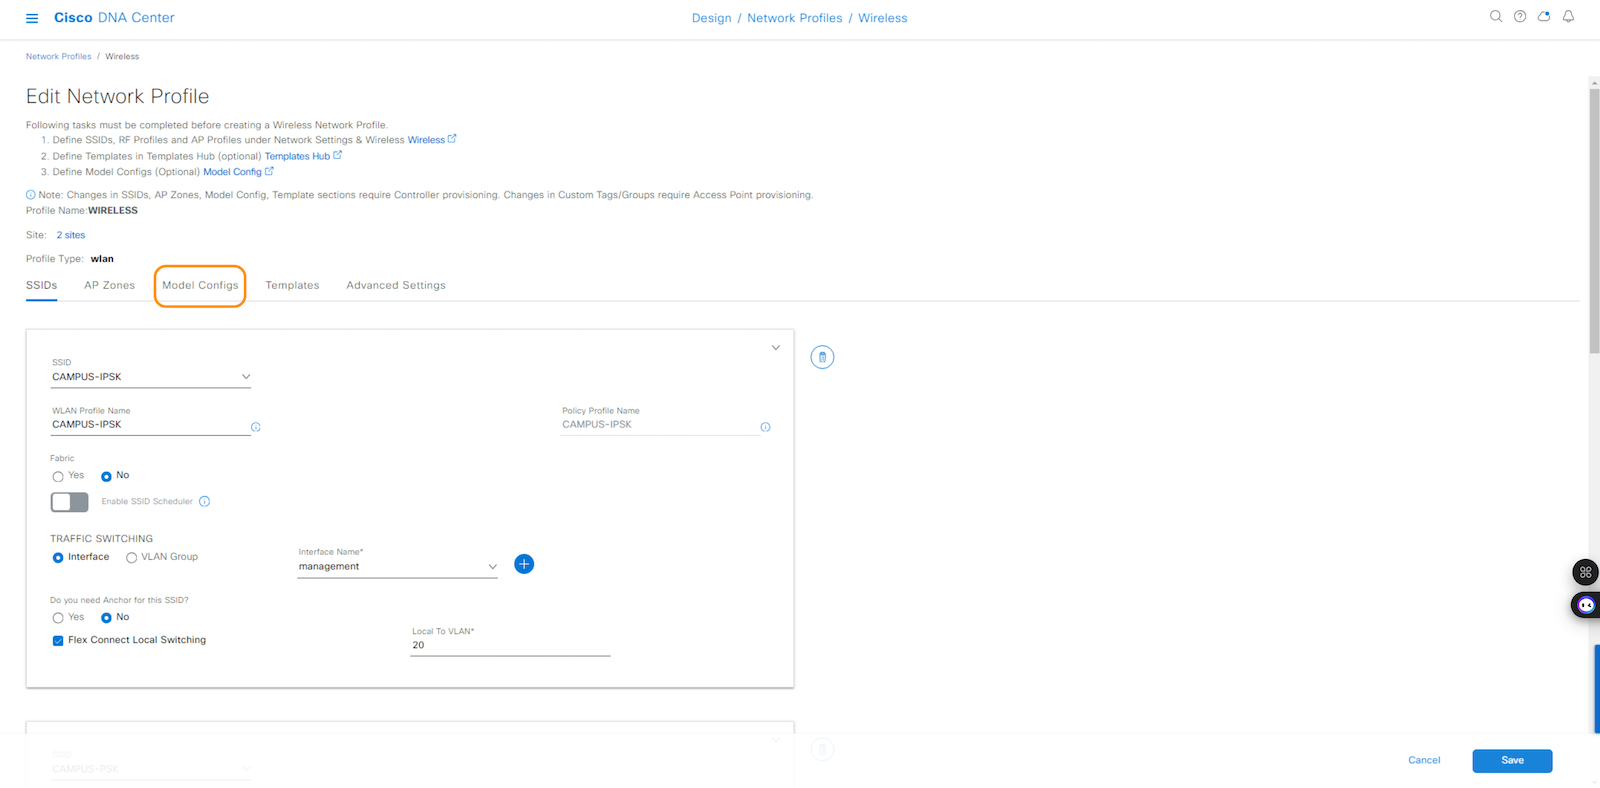 Cisco DNA Center
Design / Network Profiles / Wireless
Network Profiles / Wireless
Edit Network Profile
Following tasks must be completed before creating a Wireless Network Profile.
1. Define SSIDs, RF Profiles and AP Profiles under Network Settings & Wireless Wireless
2. Define Templates in Templates Hub (optional) Templates Hub
3. Define Model Configs (Optional) Model Config
Note: Changes in SSIDs, AP Zones, Model Config, Template sections require Controller provisioning. Changes in Custom Tags/Groups require Access Point provisioning.
Profile Name:WIRELESS
Site: 2 sites
Profile Type: wlan
SSIDs AP Zones Model Configs Templates Advanced Settings
SSID
CAMPUS-IPSK
WLAN Profile Name Policy Profile Name
CAMPUS-IPSK CAMPUS-IPSK
Fabric
Yes No
Enable SSID Scheduler
TRAFFIC SWITCHING
Interface VLAN Group
Interface Name*
management
Do you need Anchor for this SSID?
Yes No
Flex Connect Local Switching
Local To VLAN*
20
SSID
CAMPUS-PSK
Cancel Save